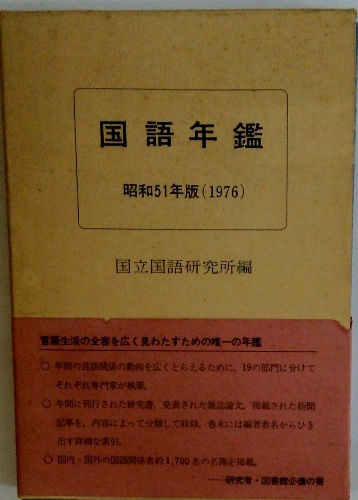 国語年鑑
昭和51年版(1976)
国立国語研究所編
言語生活の全容を広く見わたすための唯一の年鑑
○ 年間の言語関係の動向を広くとらえるために、19の部門に分けて
それぞれ専門家が執筆。
○ 年間に刊行された研究書、発表された雑誌論文、掲載された新聞
記事を、内容によって分類して収録。巻末には編著者名からひき
出す詳細な索引。
○ 国内・国外の国語関係者約1,700名の名簿を掲載。
――研究者・図書館必備の書